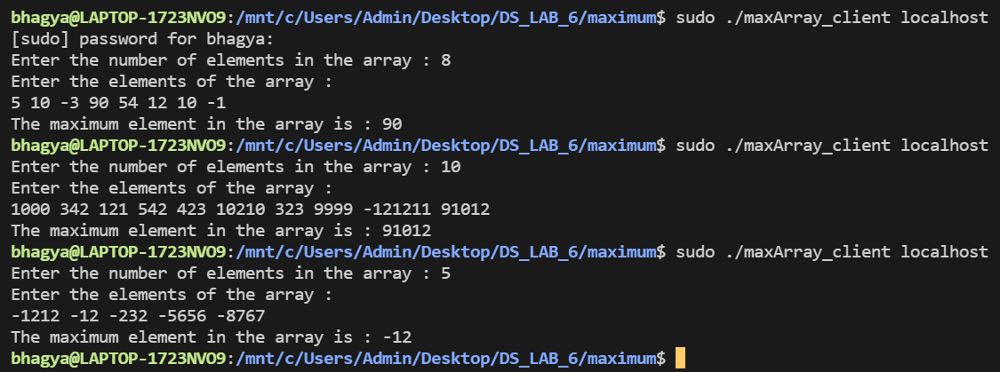 bhagya@LAPTOP-1723NVO9:/mnt/c/Users/Admin/Desktop/DS_LAB_6/maximum$ sudo ./maxArray_client localhost
[sudo] password for bhagya:
Enter the number of elements in the array : 8
Enter the elements of the array :
5 10 -3 90 54 12 10 -1
The maximum element in the array is : 90
bhagya@LAPTOP-1723NVO9:/mnt/c/Users/Admin/Desktop/DS_LAB_6/maximum$ sudo ./maxArray_client localhost
Enter the number of elements in the array : 10
Enter the elements of the array :
1000 342 121 542 423 10210 323 9999 -121211 91012
The maximum element in the array is : 91012
bhagya@LAPTOP-1723NVO9:/mnt/c/Users/Admin/Desktop/DS_LAB_6/maximum$ sudo ./maxArray_client localhost
Enter the number of elements in the array : 5
Enter the elements of the array :
-1212 -12 -232 -5656 -8767
The maximum element in the array is : -12
bhagya@LAPTOP-1723NVO9:/mnt/c/Users/Admin/Desktop/DS_LAB_6/maximum$